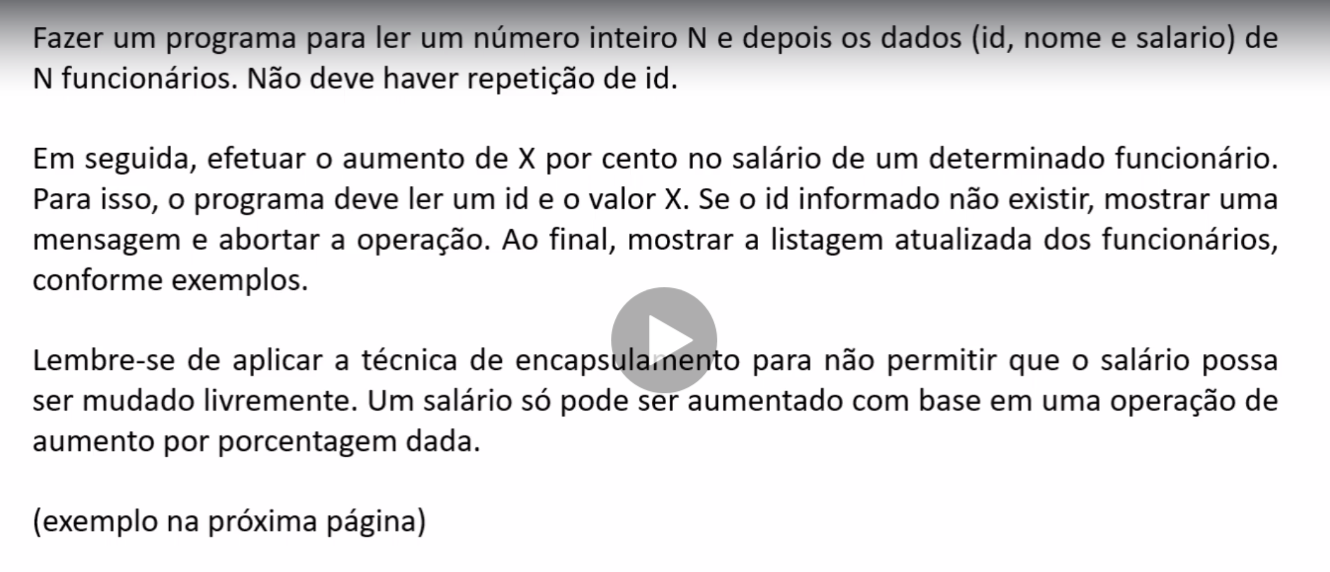 Fazer um programa para ler um número inteiro N e depois os dados (id, nome e salario) de
N funcionários. Não deve haver repetição de id.
Em seguida, efetuar o aumento de X por cento no salário de um determinado funcionário.
Para isso, o programa deve ler um id e o valor X. Se o id informado não existir, mostrar uma
mensagem e abortar a operação. Ao final, mostrar a listagem atualizada dos funcionários,
conforme exemplos.
Lembre-se de aplicar a técnica de encapsulamento para não permitir que o salário possa
ser mudado livremente. Um salário só pode ser aumentado com base em uma operação de
aumento por porcentagem dada.
(exemplo na próxima página)